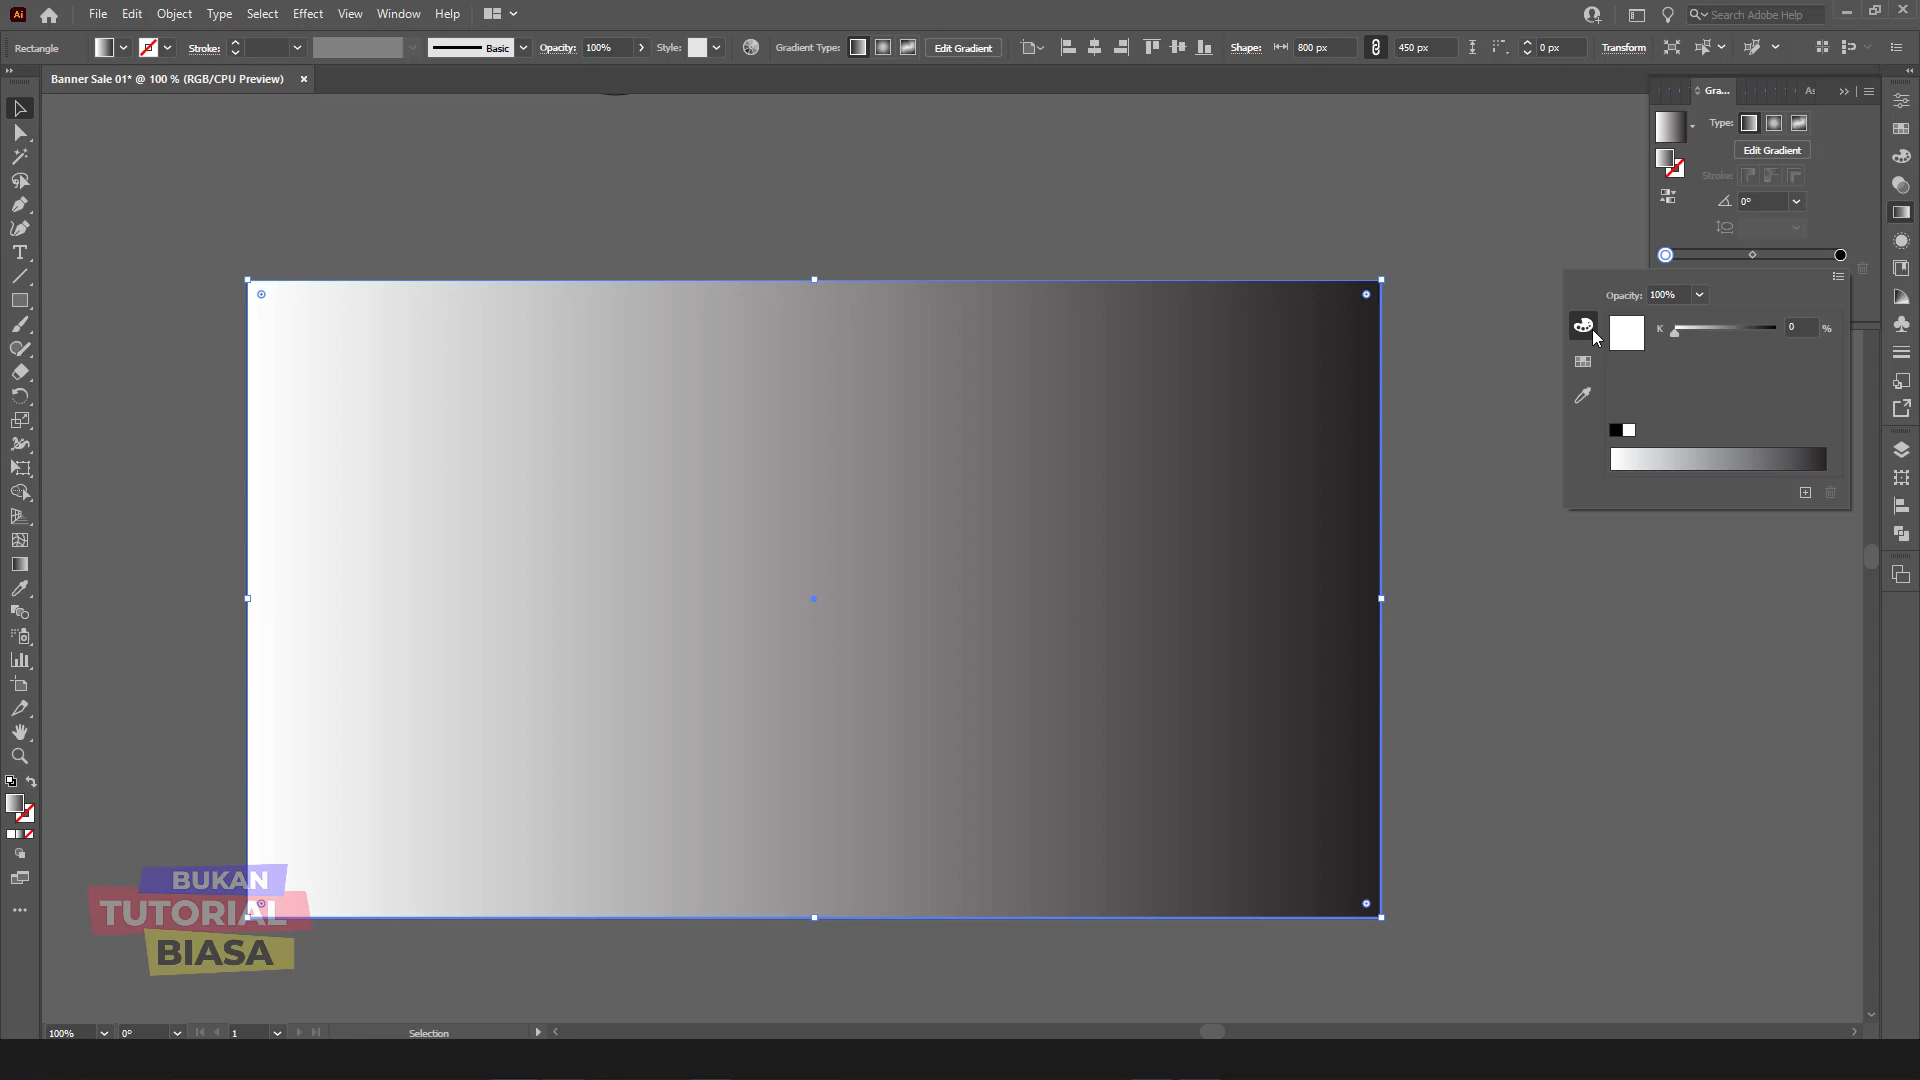 Ai File Edit Object Type Select Effect View Window Help Search Adobe Help
Rectangle Stroke: Basic Opacity: 100% Style: Gradient Type: Edit Gradient Shape: 800 px 450 px 0 px Transform
Banner Sale 01* @ 100 % (RGB/CPU Preview) ×
Gra...
Type:
Edit Gradient
Stroke:
0°
Opacity: 100%
K 0 %
BUKAN
TUTORIAL
BIASA
100% 0° 1 Selection